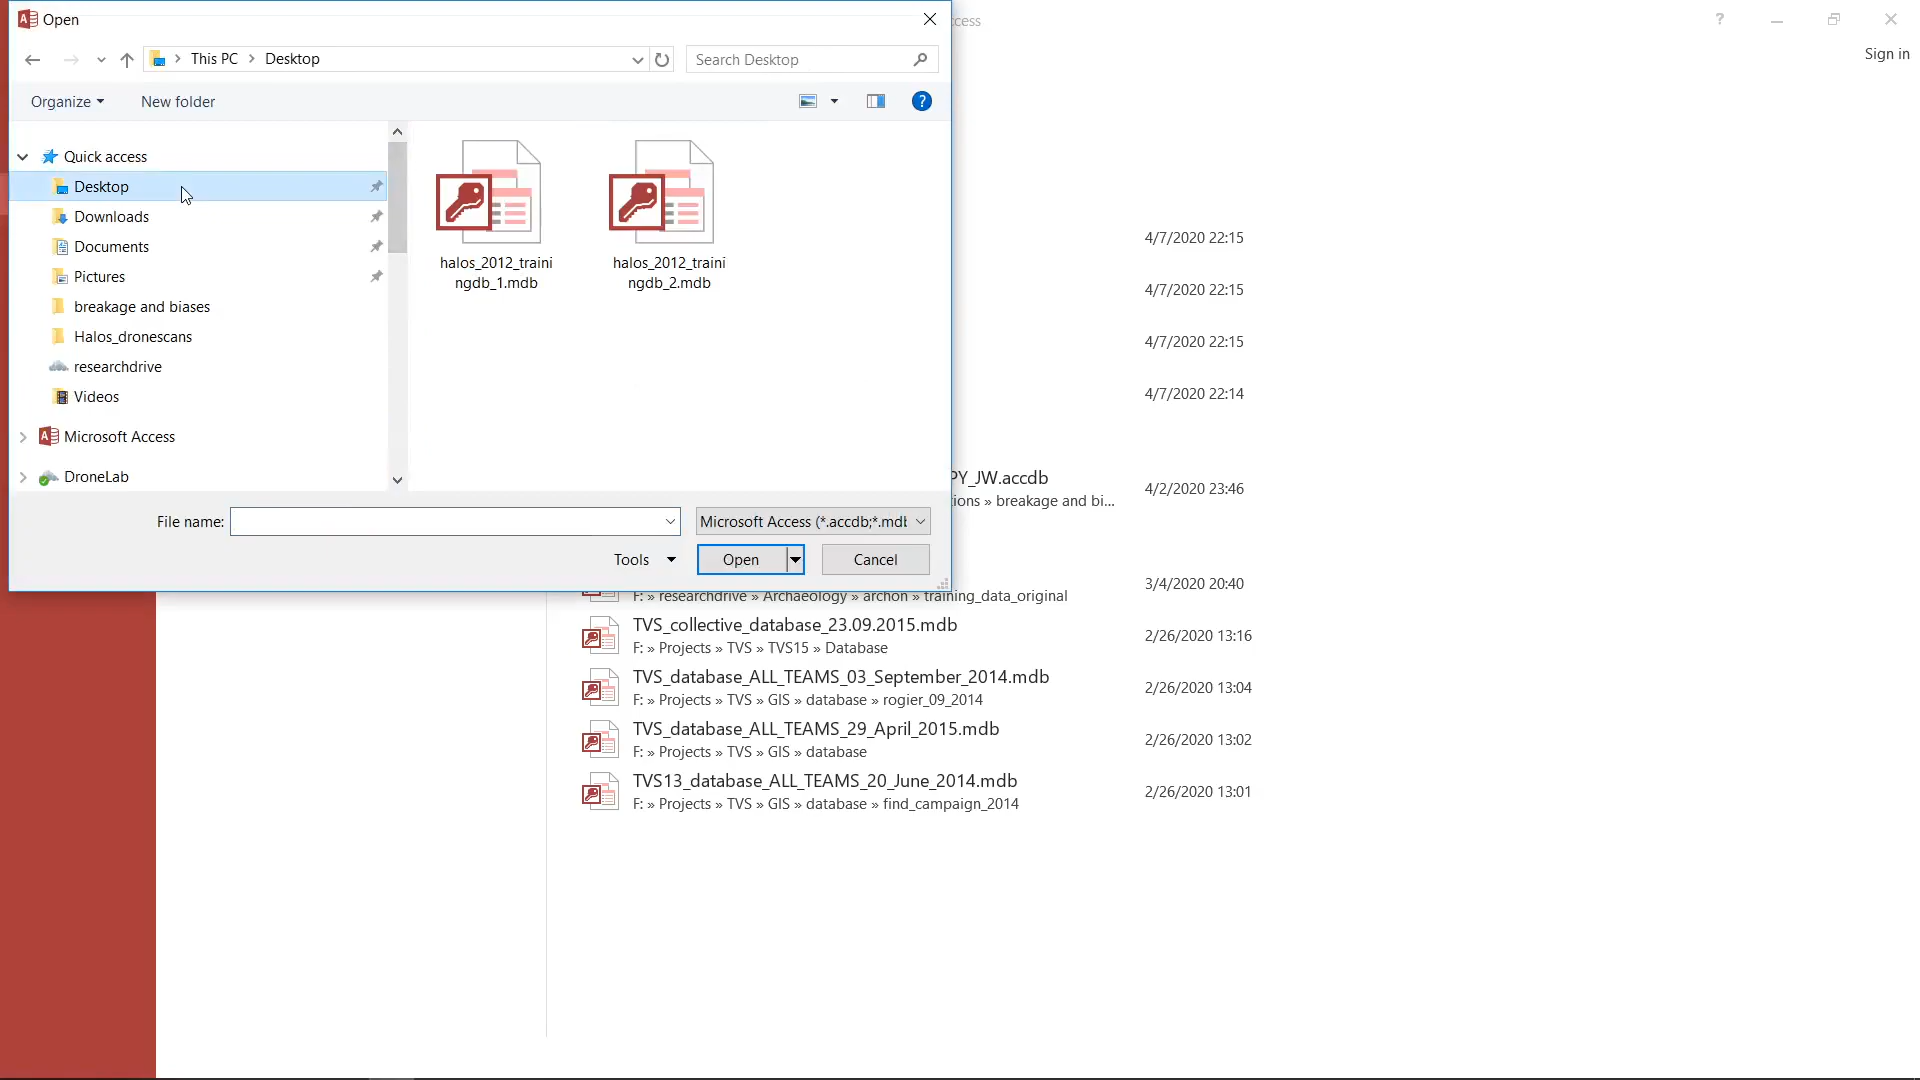 Open
ccess
Sign in
This PC > Desktop
Search Desktop
Organize
New folder
Quick access
Desktop
Downloads
Documents
Pictures
breakage and biases
Halos_dronescans
researchdrive
Videos
Microsoft Access
DroneLab
halos_2012_traini
ngdb_1.mdb
halos_2012_traini
ngdb_2.mdb
File name:
Microsoft Access (*.accdb;*.mdb
Tools
Open
Cancel
4/7/2020 22:15
4/7/2020 22:15
4/7/2020 22:15
4/7/2020 22:14
PY_JW.accdb
ions » breakage and bi...
4/2/2020 23:46
3/4/2020 20:40
F: » researchdrive » Archaeology » archon » training_data_original
TVS_collective_database_23.09.2015.mdb
F: » Projects » TVS » TVS15 » Database
2/26/2020 13:16
TVS_database_ALL_TEAMS_03_September_2014.mdb
F: » Projects » TVS » GIS » database » rogier_09_2014
2/26/2020 13:04
TVS_database_ALL_TEAMS_29_April_2015.mdb
F: » Projects » TVS » GIS » database
2/26/2020 13:02
TVS13_database_ALL_TEAMS_20_June_2014.mdb
F: » Projects » TVS » GIS » database » find_campaign_2014
2/26/2020 13:01